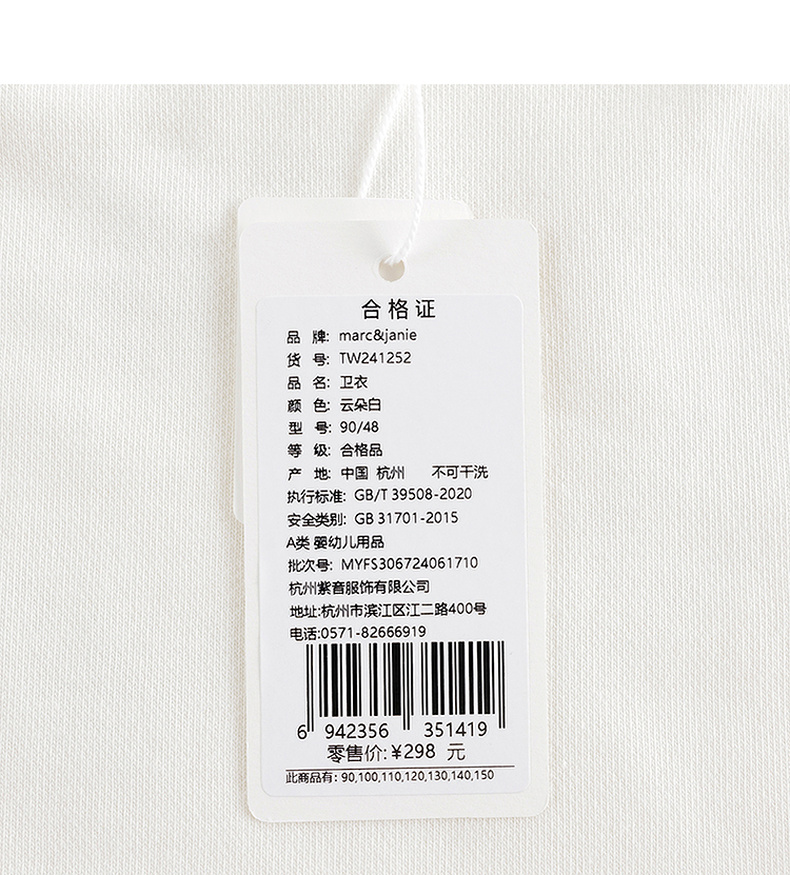 合格证
品 牌: marc&janie
货 号: TW241252
品 名: 卫衣
颜 色: 云朵白
型 号: 90/48
等 级: 合格品
产 地: 中国 杭州 不可干洗
执行标准: GB/T 39508-2020
安全类别: GB 31701-2015
A类 婴幼儿用品
批次号: MYFS306724061710
杭州紫音服饰有限公司
地址:杭州市滨江区江二路400号
电话:0571-82666919
6 942356 351419
零售价:¥298 元
此商品有: 90,100,110,120,130,140,150